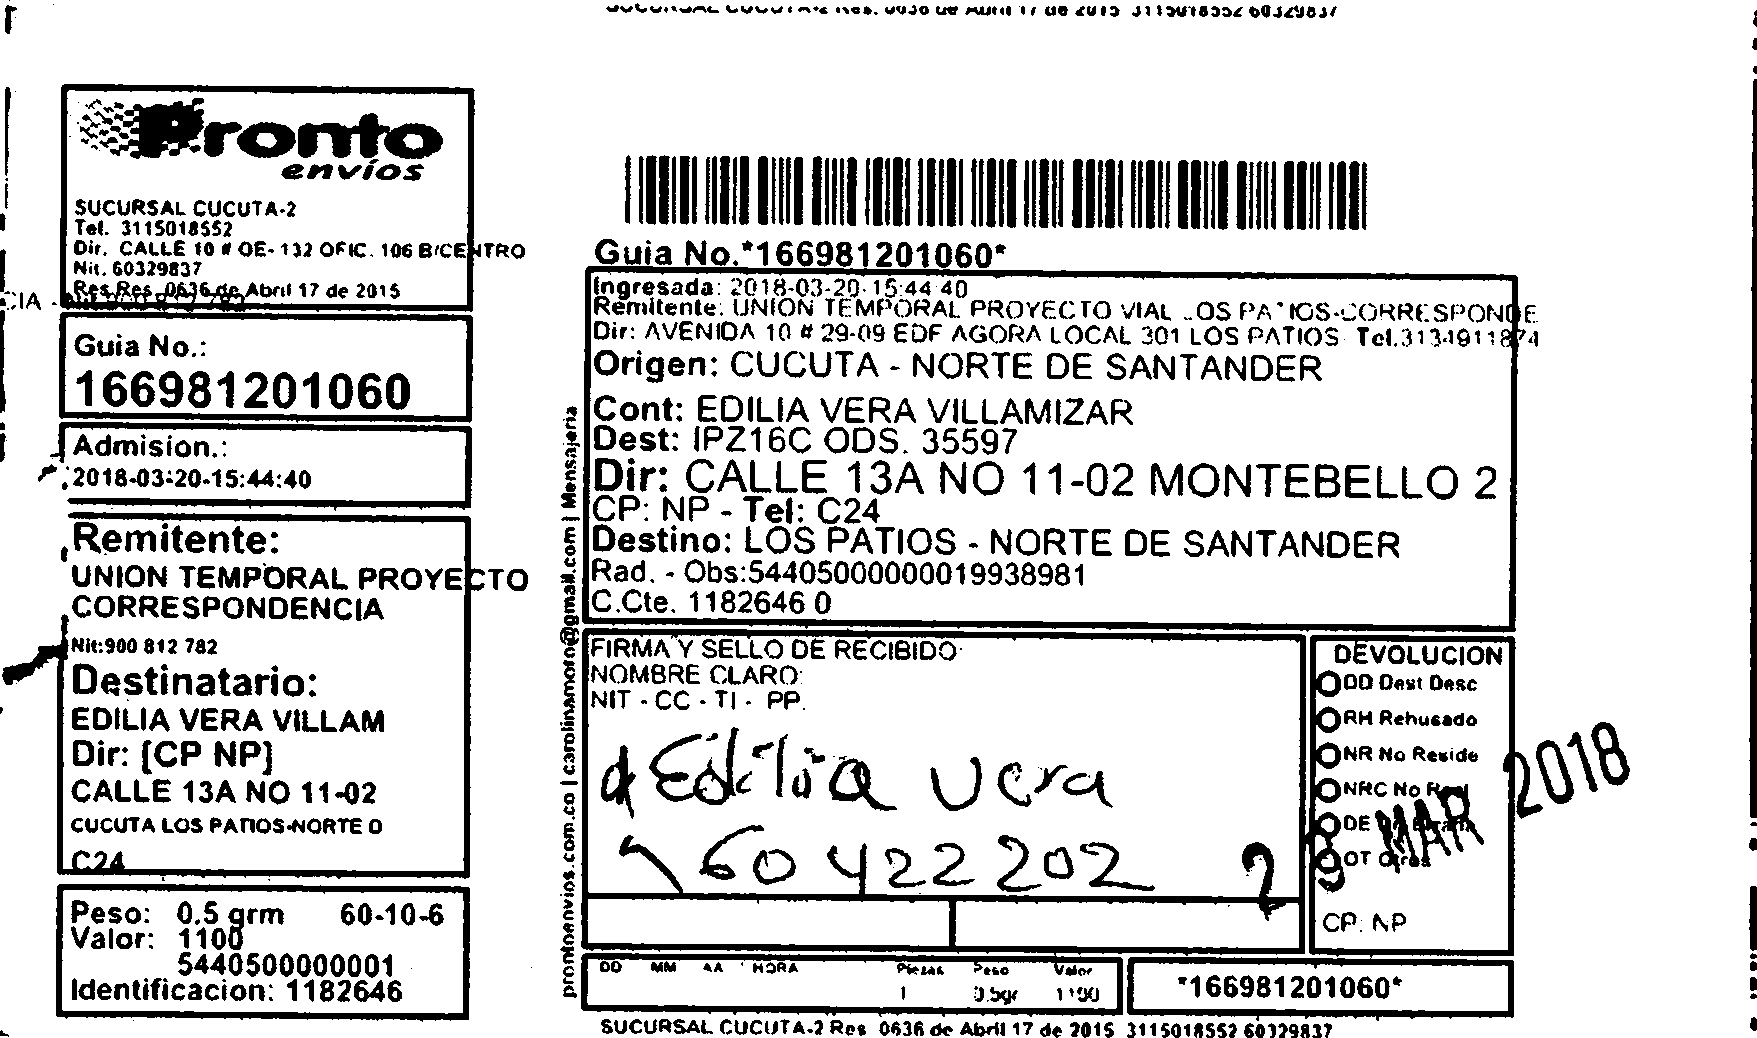 SUCURSAL CUCUTA-2 Res. 0636 de Abril 17 de 2015 3115018552 60329837
Pronto
envíos
SUCURSAL CUCUTA-2
Tel. 3115018552
Dir. CALLE 10 # OE- 132 OFIC. 106 B/CENTRO
Nit. 60329837
Res.Res. 0636 de Abril 17 de 2015
CIA -
Guia No.:
166981201060
Admision.:
2018-03-20-15:44:40
Remitente:
UNION TEMPORAL PROYECTO
CORRESPONDENCIA
Nit:900 812 782
Destinatario:
EDILIA VERA VILLAM
Dir: [CP NP]
CALLE 13A NO 11-02
CUCUTA LOS PATIOS-NORTE D
C24
Peso: 0.5 grm 60-10-6
Valor: 1100
5440500000001
Identificacion: 1182646
prontoenvios.com.co | carolinamoro@gmail.com | Mensajeria
Guia No.*166981201060*
Ingresada: 2018-03-20-15:44:40
Remitente: UNION TEMPORAL PROYECTO VIAL LOS PATIOS-CORRESPONDE
Dir: AVENIDA 10 # 29-09 EDF AGORA LOCAL 301 LOS PATIOS Tel.3134911874
Origen: CUCUTA - NORTE DE SANTANDER
Cont: EDILIA VERA VILLAMIZAR
Dest: IPZ16C ODS. 35597
Dir: CALLE 13A NO 11-02 MONTEBELLO 2
CP: NP - Tel: C24
Destino: LOS PATIOS - NORTE DE SANTANDER
Rad. - Obs:54405000000019938981
C.Cte. 1182646 0
FIRMA Y SELLO DE RECIBIDO
NOMBRE CLARO:
NIT - CC - TI - PP.
Edilia vera
60422202
DEVOLUCION
DD Dest Desc
RH Rehusado
NR No Reside
NRC No Recl
DE
OT Otros
MAR 2018
CP: NP
DD MM AA HORA Piezas Peso Valor
1 0.5gr 1100
*166981201060*
SUCURSAL CUCUTA-2 Res 0636 de Abril 17 de 2015 3115018552 60329837